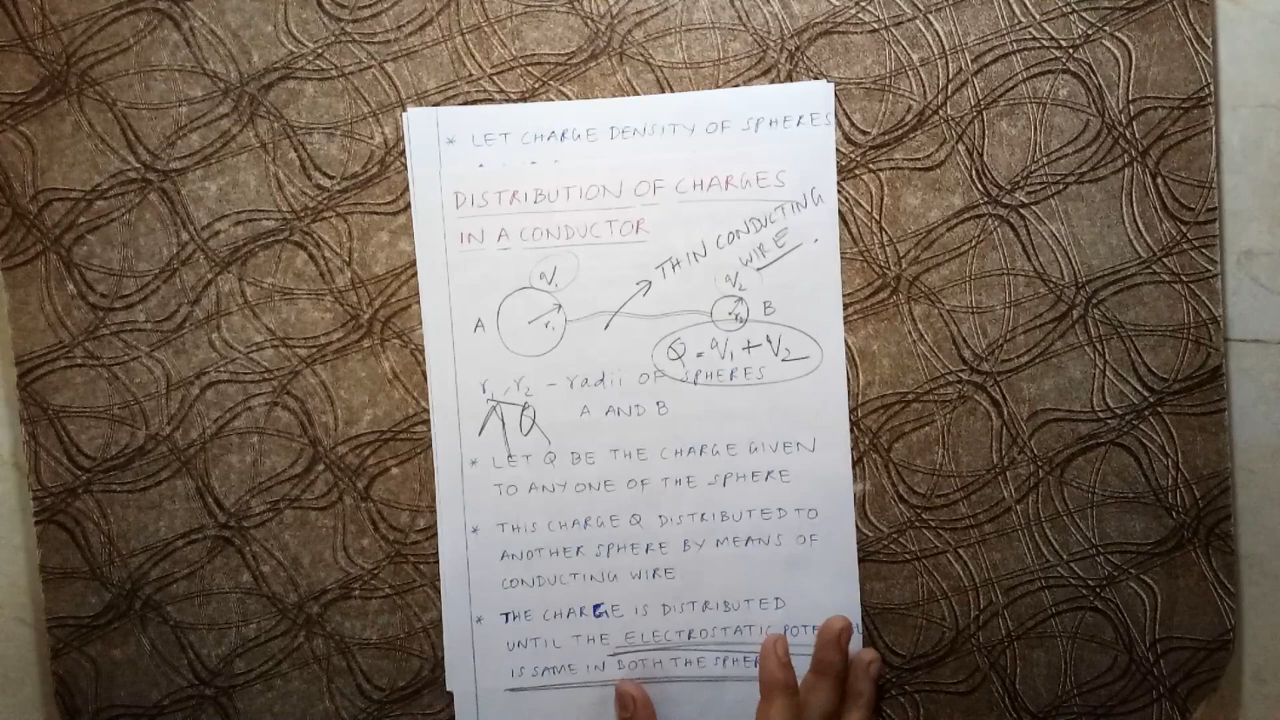 * LET CHARGE DENSITY OF SPHERES
DISTRIBUTION OF CHARGES
IN A CONDUCTOR
THIN CONDUCTING
WIRE
q1
q2
A
r1
r2
B
Q = q1 + q2
r1, r2 - radii OF SPHERES
A AND B
* LET Q BE THE CHARGE GIVEN
TO ANY ONE OF THE SPHERE
* THIS CHARGE Q DISTRIBUTED TO
ANOTHER SPHERE BY MEANS OF
CONDUCTING WIRE
* THE CHARGE IS DISTRIBUTED
UNTIL THE ELECTROSTATIC
IS SAME IN BOTH THE